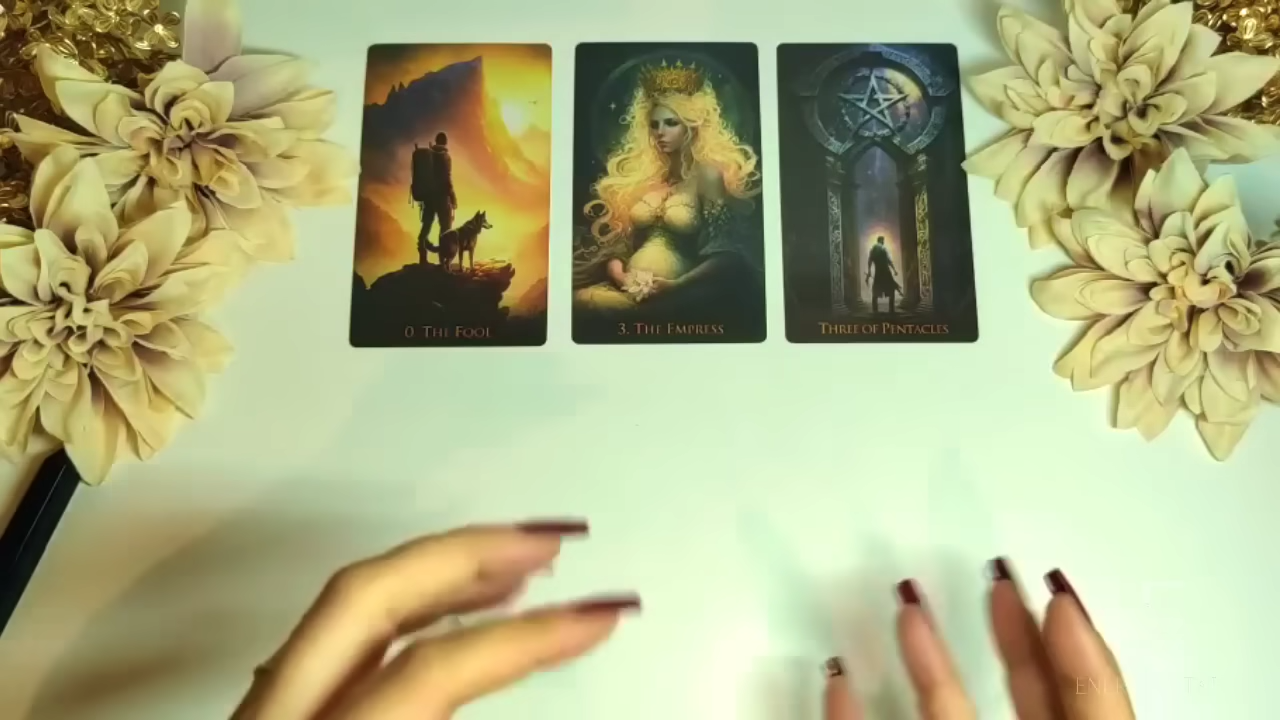 0 THE FOOL
3. THE EMPRESS
THREE OF PENTACLES